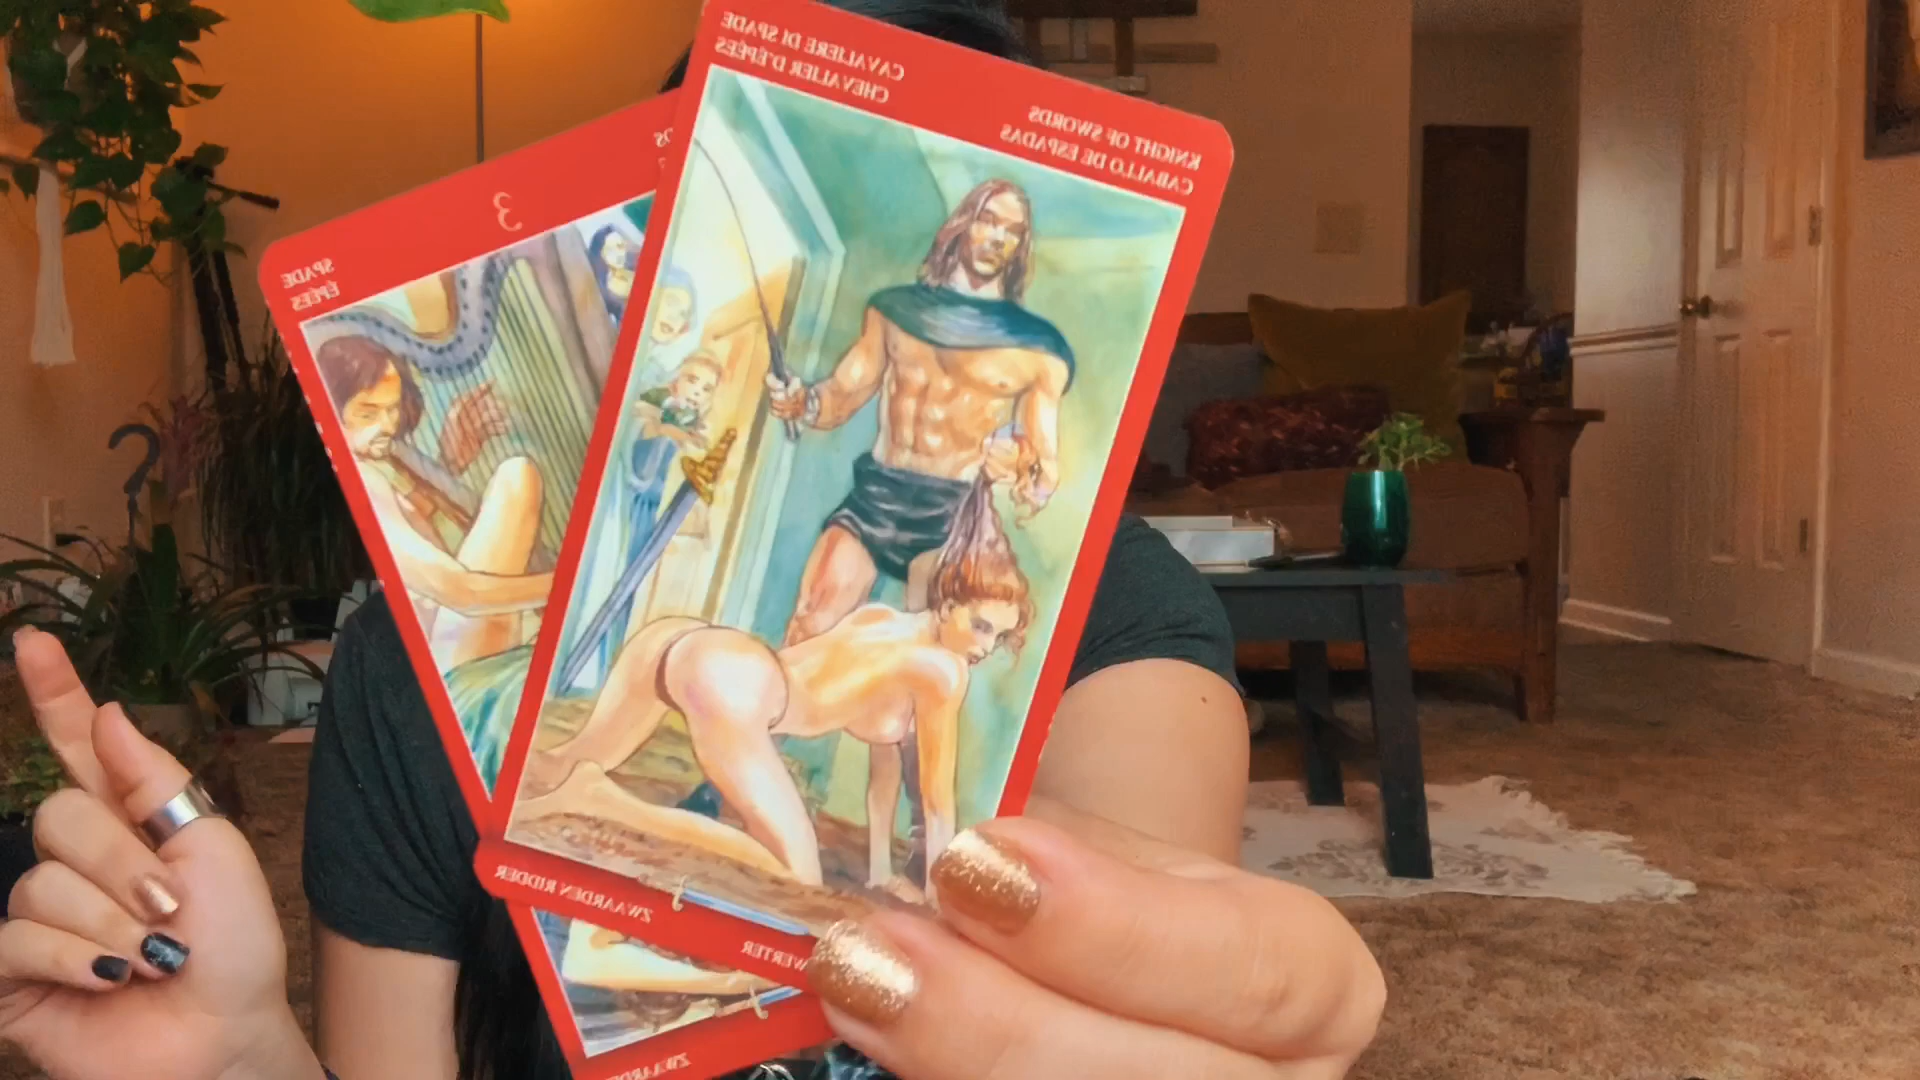 CAVALIERE DI SPADE
CHEVALIER D'ÉPÉES
KNIGHT OF SWORDS
CABALLO DE ESPADAS
ZWAARDEN RIDDER
3
SPADE
ÉPÉES